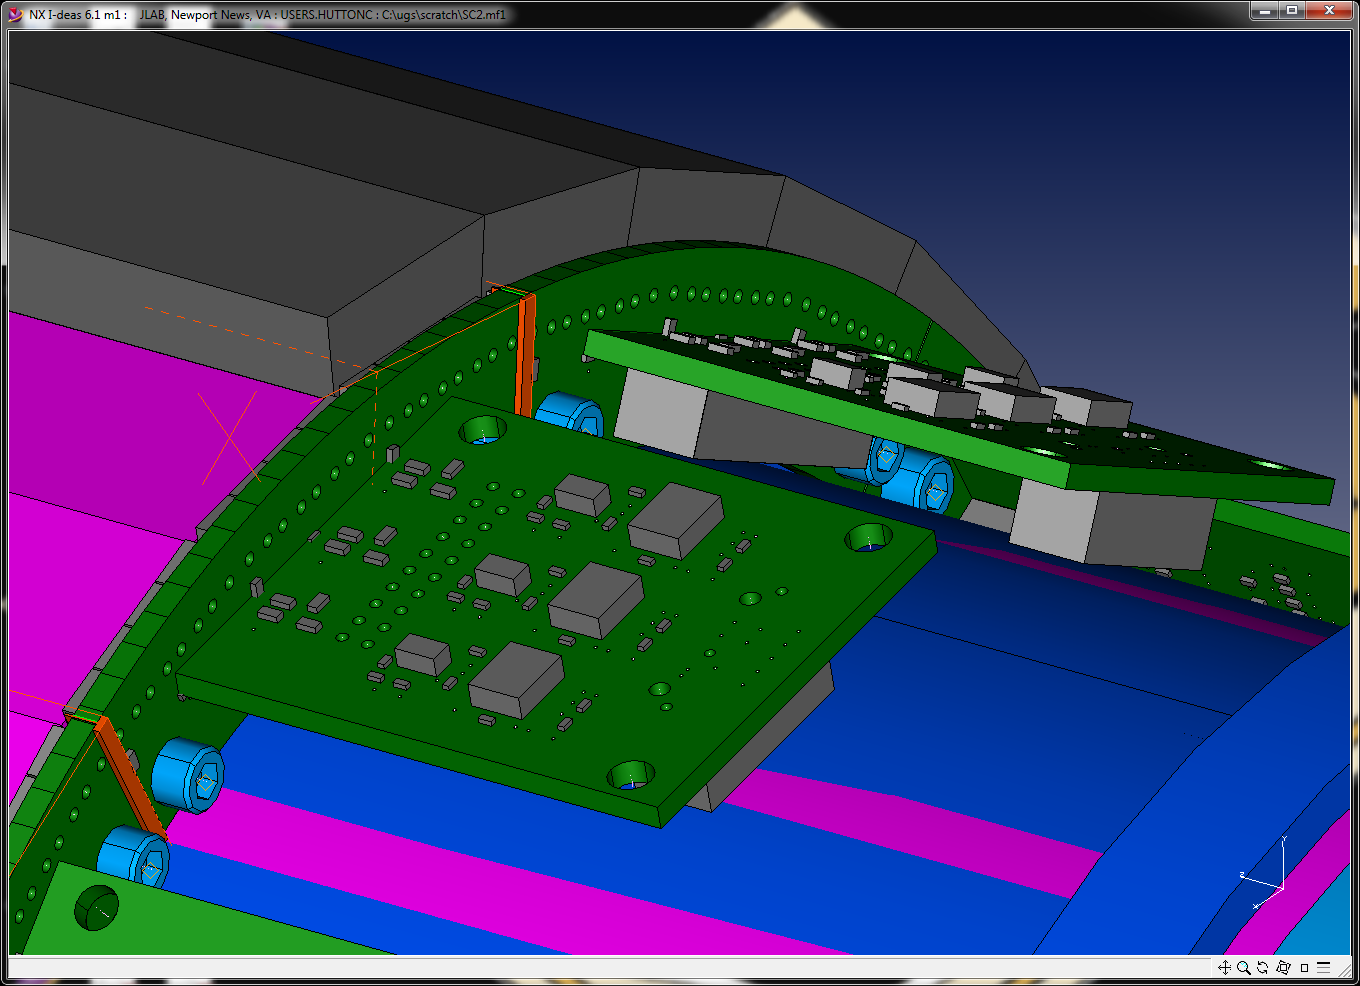 NX I-deas 6.1 m1 :    JLAB, Newport News, VA : USERS.HUTTONC : C:\ugs\scratch\SC2.mf1
Y
Z
X